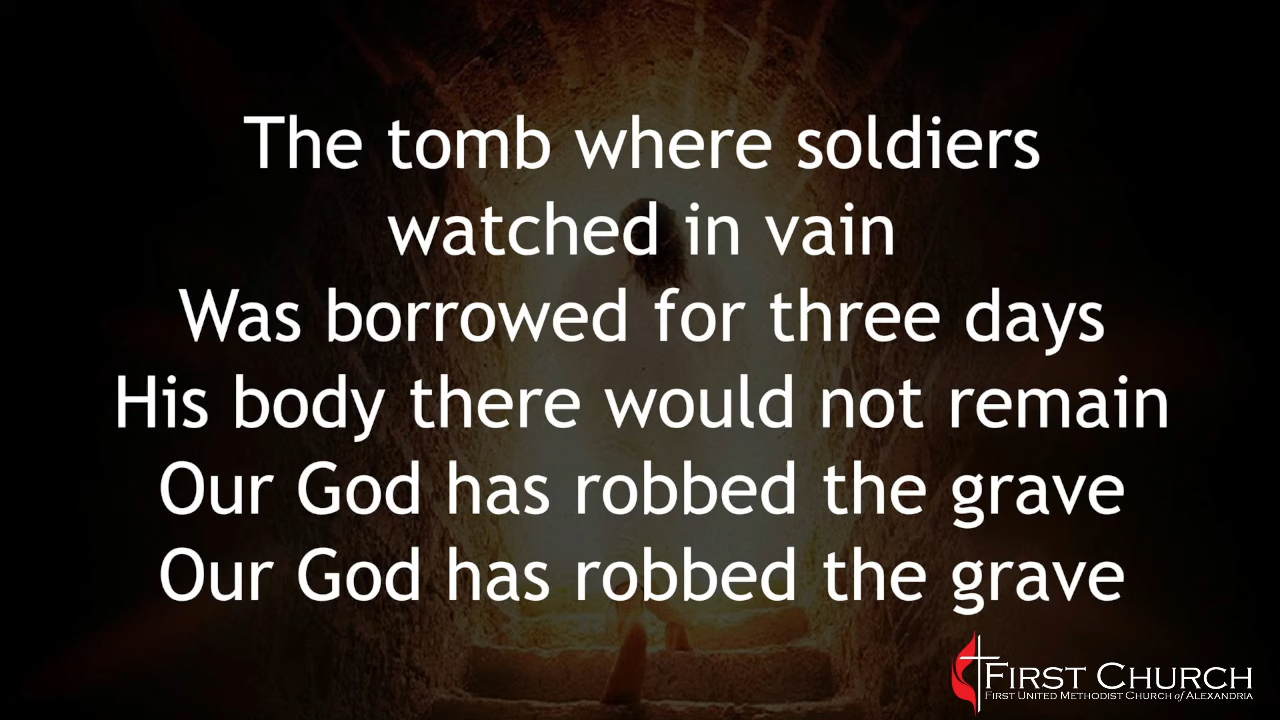 The tomb where soldiers
watched in vain
Was borrowed for three days
His body there would not remain
Our God has robbed the grave
Our God has robbed the grave
FIRST CHURCH
FIRST UNITED METHODIST CHURCH of ALEXANDRIA